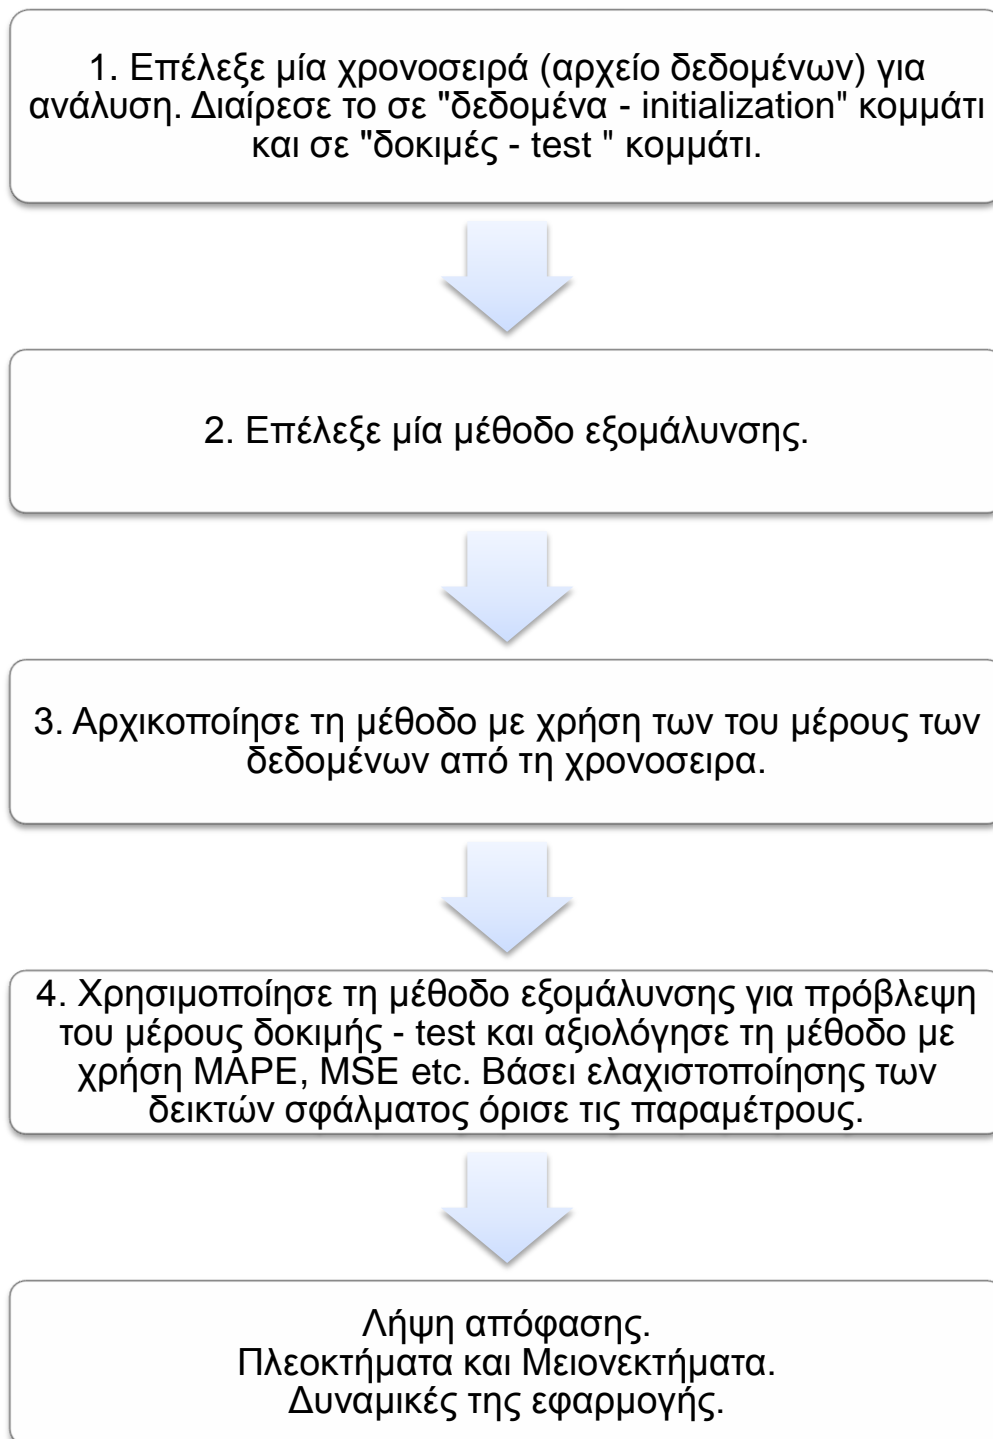 1. Επέλεξε μία χρονοσειρά (αρχείο δεδομένων) για
ανάλυση. Διαίρεσε το σε "δεδομένα - initialization" κομμάτι
και σε "δοκιμές - test " κομμάτι.
2. Επέλεξε μία μέθοδο εξομάλυνσης.
3. Αρχικοποίησε τη μέθοδο με χρήση των του μέρους των
δεδομένων από τη χρονοσειρα.
4. Χρησιμοποίησε τη μέθοδο εξομάλυνσης για πρόβλεψη
του μέρους δοκιμής - test και αξιολόγησε τη μέθοδο με
χρήση MAPE, MSE etc. Βάσει ελαχιστοποίησης των
δεικτών σφάλματος όρισε τις παραμέτρους.
Λήψη απόφασης.
Πλεοκτήματα και Μειονεκτήματα.
Δυναμικές της εφαρμογής.